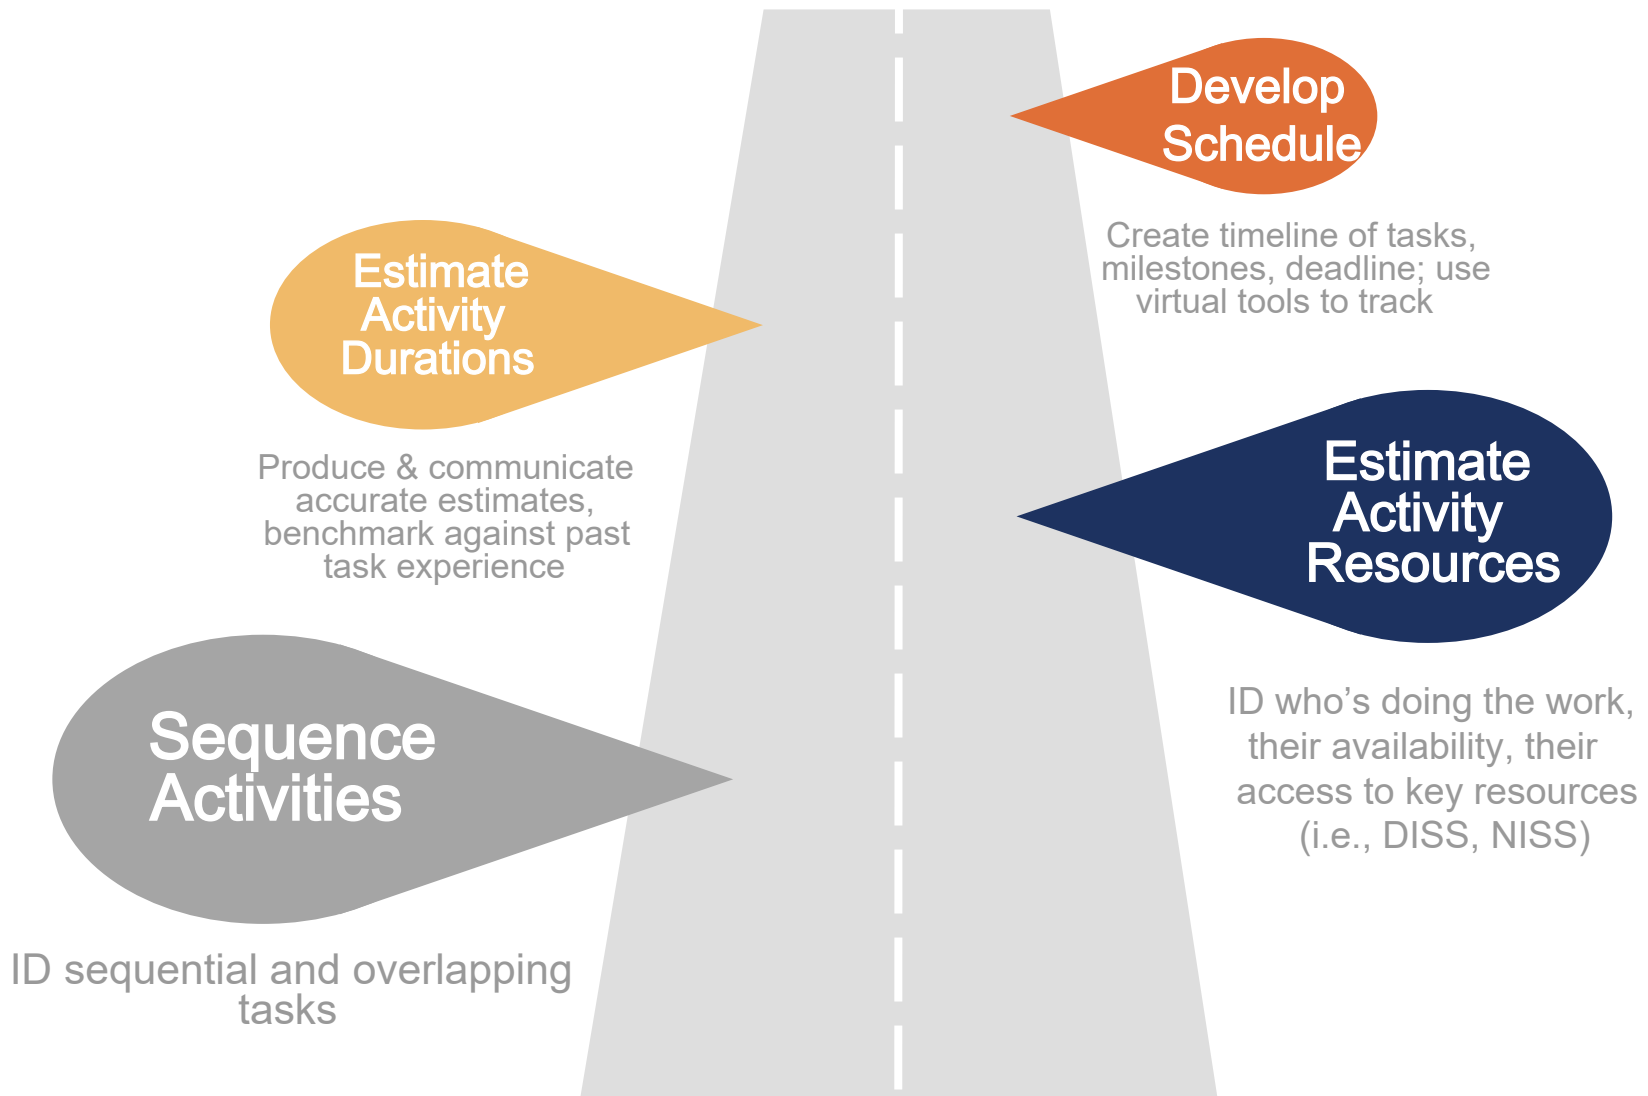 Develop
Schedule
Create timeline of tasks,
milestones, deadline; use
virtual tools to track
Estimate
Activity
Durations
Produce & communicate
accurate estimates,
benchmark against past
task experience
Estimate
Activity
Resources
ID who’s doing the work,
their availability, their
access to key resources
(i.e., DISS, NISS)
Sequence
Activities
ID sequential and overlapping
tasks